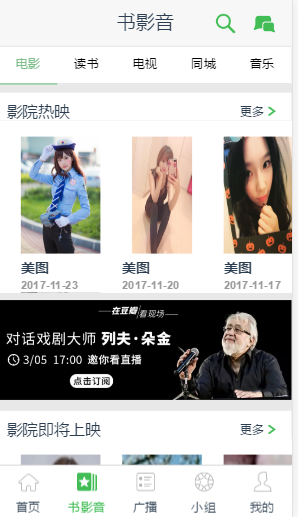 书影音
电影 读书 电视 同城 音乐
影院热映 更多
美图 美图 美图
2017-11-23 2017-11-20 2017-11-17
在豆瓣 看现场
对话戏剧大师 列夫·朵金
3/05 17:00 邀你看直播
点击订阅
影院即将上映 更多
首页 书影音 广播 小组 我的